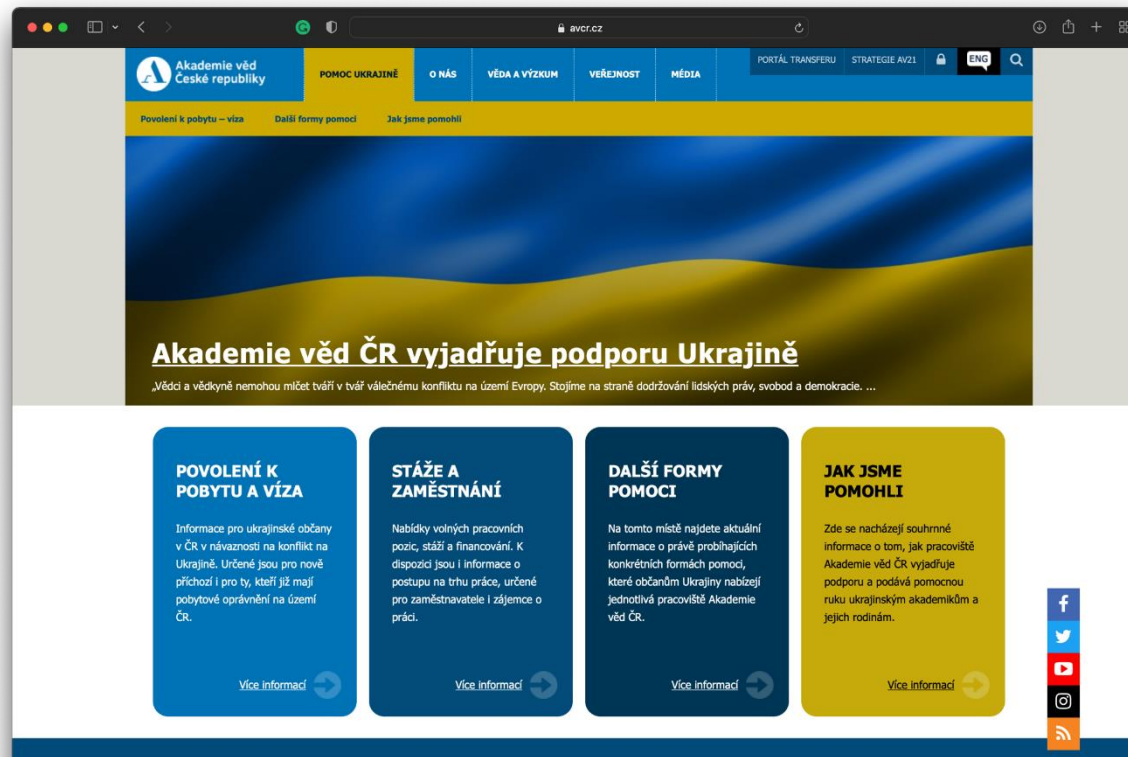 avcr.cz
Akademie věd
České republiky
POMOC UKRAJINĚ
O NÁS
VĚDA A VÝZKUM
VEŘEJNOST
MÉDIA
PORTÁL TRANSFERU
STRATEGIE AV21
ENG
Povolení k pobytu – víza
Další formy pomoci
Jak jsme pomohli
Akademie věd ČR vyjadřuje podporu Ukrajině
„Vědci a vědkyně nemohou mlčet tváří v tvář válečnému konfliktu na území Evropy. Stojíme na straně dodržování lidských práv, svobod a demokracie. ...
POVOLENÍ K
POBYTU A VÍZA
Informace pro ukrajinské občany
v ČR v návaznosti na konflikt na
Ukrajině. Určené jsou pro nově
příchozí i pro ty, kteří již mají
pobytové oprávnění na území
ČR.
Více informací
STÁŽE A
ZAMĚSTNÁNÍ
Nabídky volných pracovních
pozic, stáží a financování. K
dispozici jsou i informace o
postupu na trhu práce, určené
pro zaměstnavatele i zájemce o
práci.
Více informací
DALŠÍ FORMY
POMOCI
Na tomto místě najdete aktuální
informace o právě probíhajících
konkrétních formách pomoci,
které občanům Ukrajiny nabízejí
jednotlivá pracoviště Akademie
věd ČR.
Více informací
JAK JSME
POMOHLI
Zde se nacházejí souhrnné
informace o tom, jak pracoviště
Akademie věd ČR vyjadřuje
podporu a podává pomocnou
ruku ukrajinským akademikům a
jejich rodinám.
Více informací